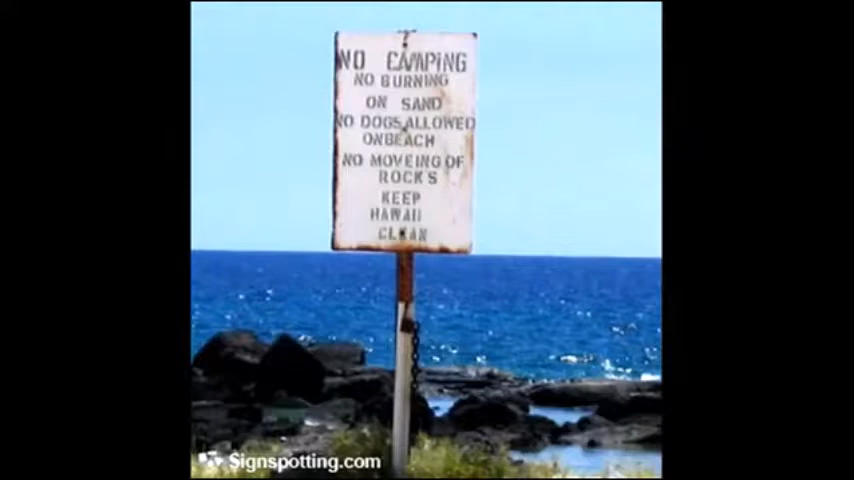 NO CAMPING
NO BURNING
ON SAND
NO DOGS ALLOWED
ONBEACH
NO MOVEING OF
ROCKS
KEEP
HAWAII
CLEAN
Signspotting.com